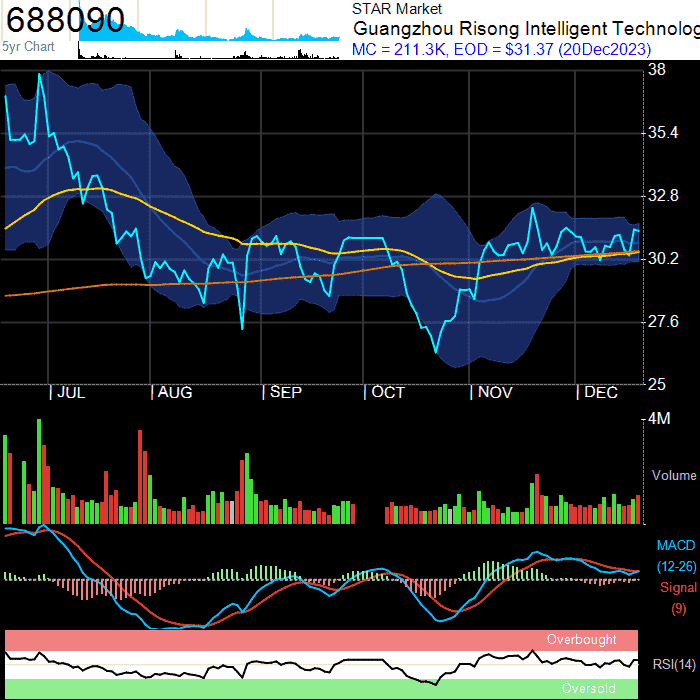 688090
5yr Chart
STAR Market
Guangzhou Risong Intelligent Technolog
MC = 211.3K, EOD = $31.37 (20Dec2023)
38
35.4
32.8
30.2
27.6
25
| JUL | AUG | SEP | OCT | NOV | DEC
4M
Volume
MACD
(12-26)
Signal
(9)
Overbought
RSI(14)
Oversold